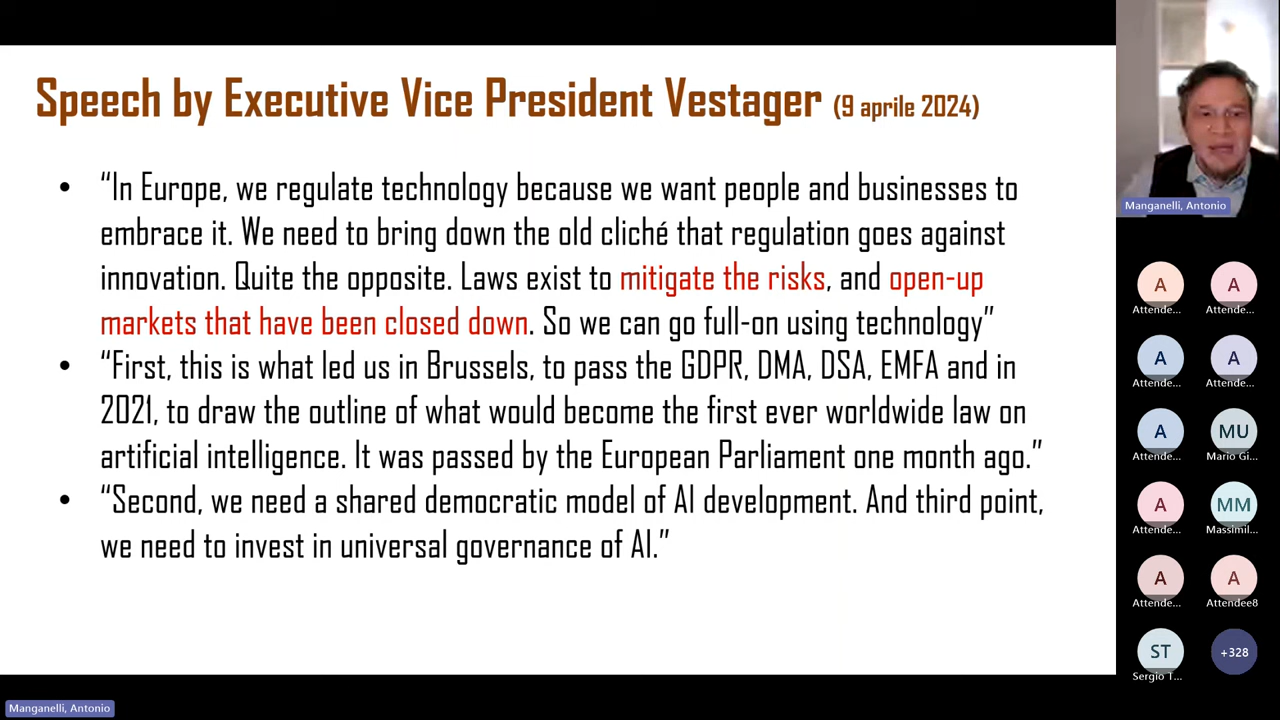 Speech by Executive Vice President Vestager (9 aprile 2024)
• “In Europe, we regulate technology because we want people and businesses to
embrace it. We need to bring down the old cliché that regulation goes against
innovation. Quite the opposite. Laws exist to mitigate the risks, and open-up
markets that have been closed down. So we can go full-on using technology”
• “First, this is what led us in Brussels, to pass the GDPR, DMA, DSA, EMFA and in
2021, to draw the outline of what would become the first ever worldwide law on
artificial intelligence. It was passed by the European Parliament one month ago.”
• “Second, we need a shared democratic model of AI development. And third point,
we need to invest in universal governance of AI.”
Manganelli, Antonio
A A
Attende... Attende...
A A
Attende... Attende...
A MU
Attende... Mario Gi...
A MM
Attende... Massimil...
A A
Attende... Attendee8
ST +328
Sergio T...
Manganelli, Antonio